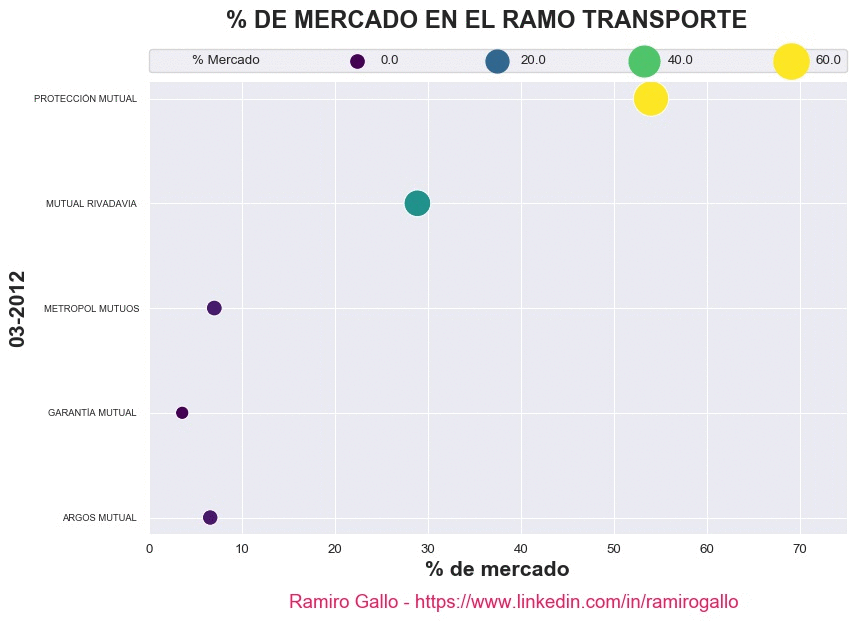 % DE MERCADO EN EL RAMO TRANSPORTE
% Mercado 0.0 20.0 40.0 60.0
PROTECCIÓN MUTUAL
MUTUAL RIVADAVIA
METROPOL MUTUOS
GARANTÍA MUTUAL
ARGOS MUTUAL
03-2012
0 10 20 30 40 50 60 70
% de mercado
Ramiro Gallo - https://www.linkedin.com/in/ramirogallo